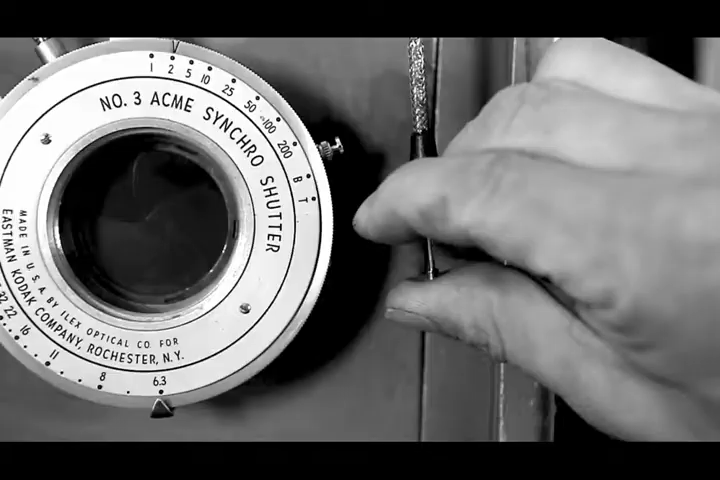 1 2 5 10 25 50 100 200 B T
NO. 3 ACME SYNCHRO SHUTTER
MADE IN U.S.A. BY ILEX OPTICAL CO. FOR
EASTMAN KODAK COMPANY, ROCHESTER, N.Y.
32 22 16 11 8 6.3